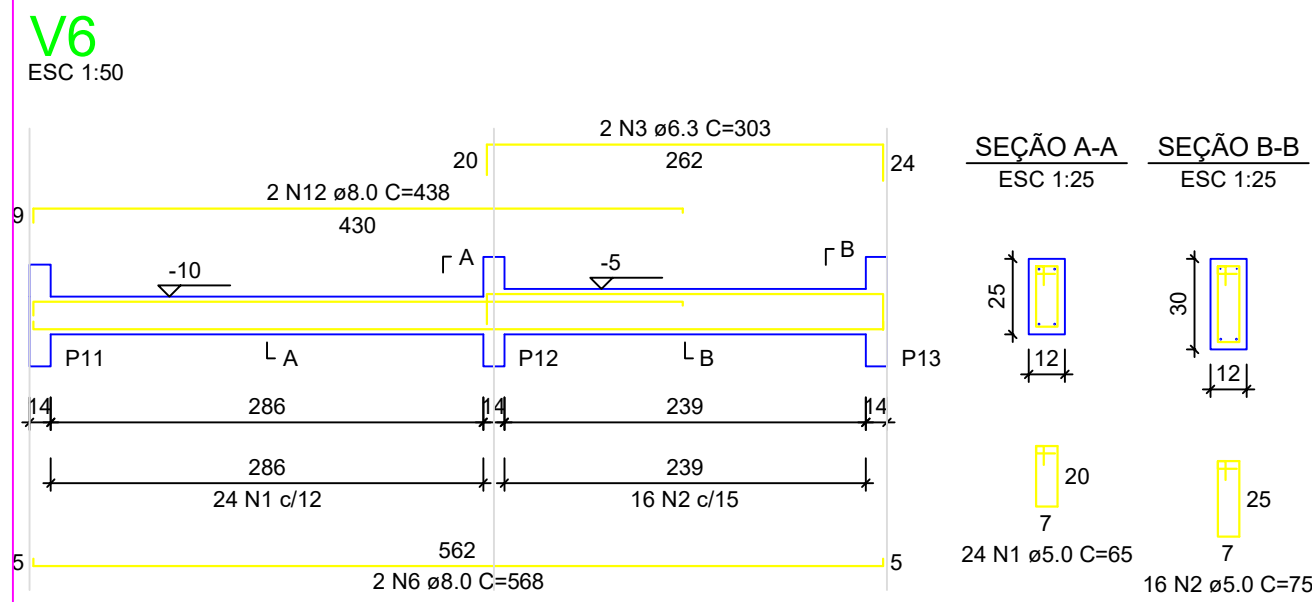 V6
ESC 1:50
2 N3 ø6.3 C=303
20
262
24
2 N12 ø8.0 C=438
9
430
A
B
-10
-5
P11
A
P12
B
P13
14
286
14
239
14
286
24 N1 c/12
239
16 N2 c/15
5
562
5
2 N6 ø8.0 C=568
SEÇÃO A-A
ESC 1:25
25
12
20
7
24 N1 ø5.0 C=65
SEÇÃO B-B
ESC 1:25
30
12
25
7
16 N2 ø5.0 C=75